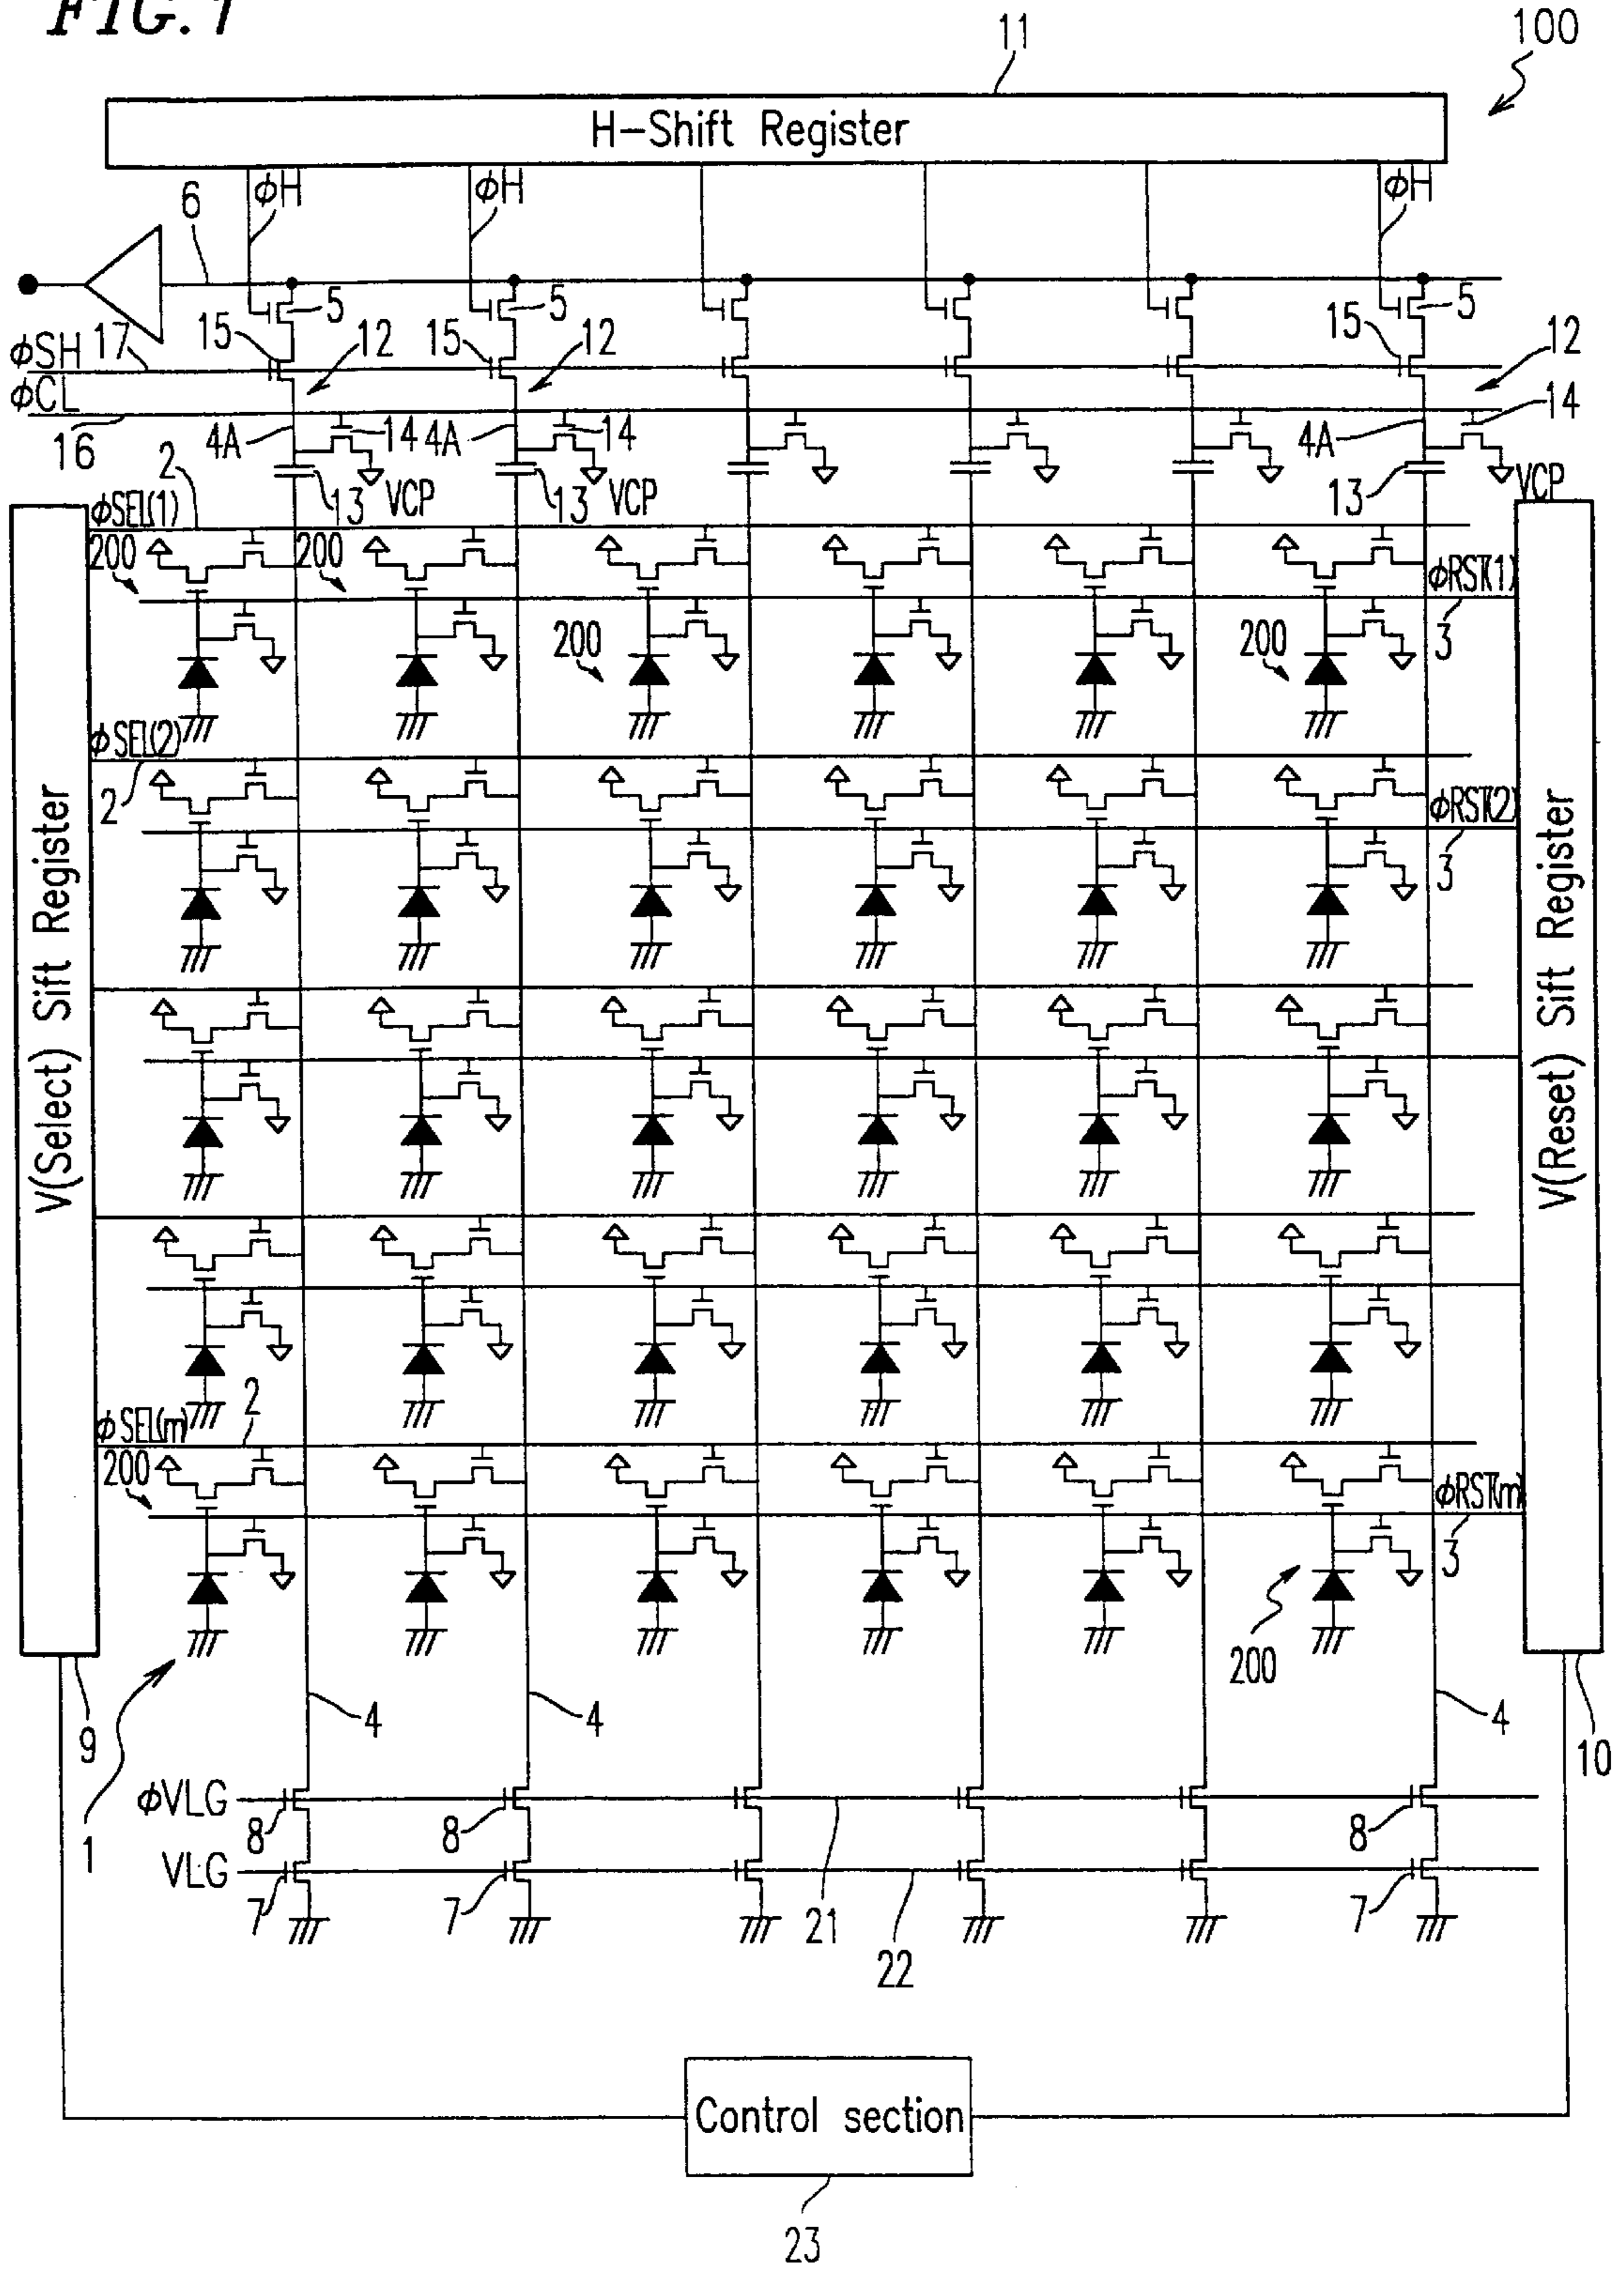 FIG. 1
100
11
H-Shift Register
ϕH ϕH ϕH
6
5 5 5
15 12 15 12 15 12
ϕSH 17
ϕCL
16 4A 14 4A 14 4A 14
2 13 VCP 13 VCP 13 VCP
ϕSEL(1)
200 200 ϕRST(1)
200 200 3
ϕSEL(2)
2 ϕRST(2)
3
V(Select) Sift Register
V(Reset) Sift Register
ϕSEL(m) 2
200 ϕRST(m)
3
200
9 4 4 4 10
ϕVLG 8 8 8
1
VLG 7 7 21 22 7
Control section
23